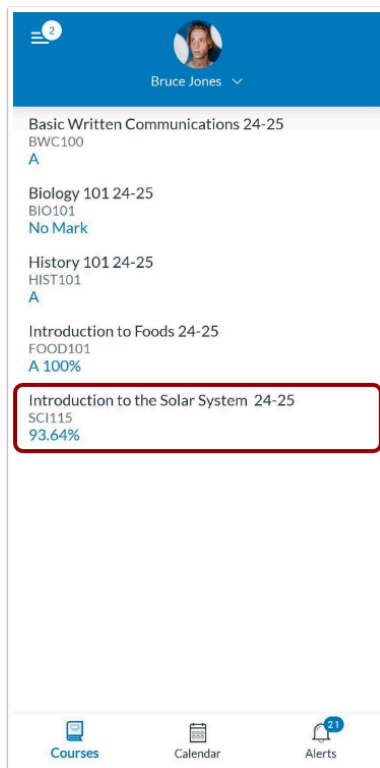 2
Bruce Jones
Basic Written Communications 24-25
BWC100
A
Biology 101 24-25
BIO101
No Mark
History 101 24-25
HIST101
A
Introduction to Foods 24-25
FOOD101
A 100%
Introduction to the Solar System 24-25
SCI115
93.64%
21
Courses Calendar Alerts